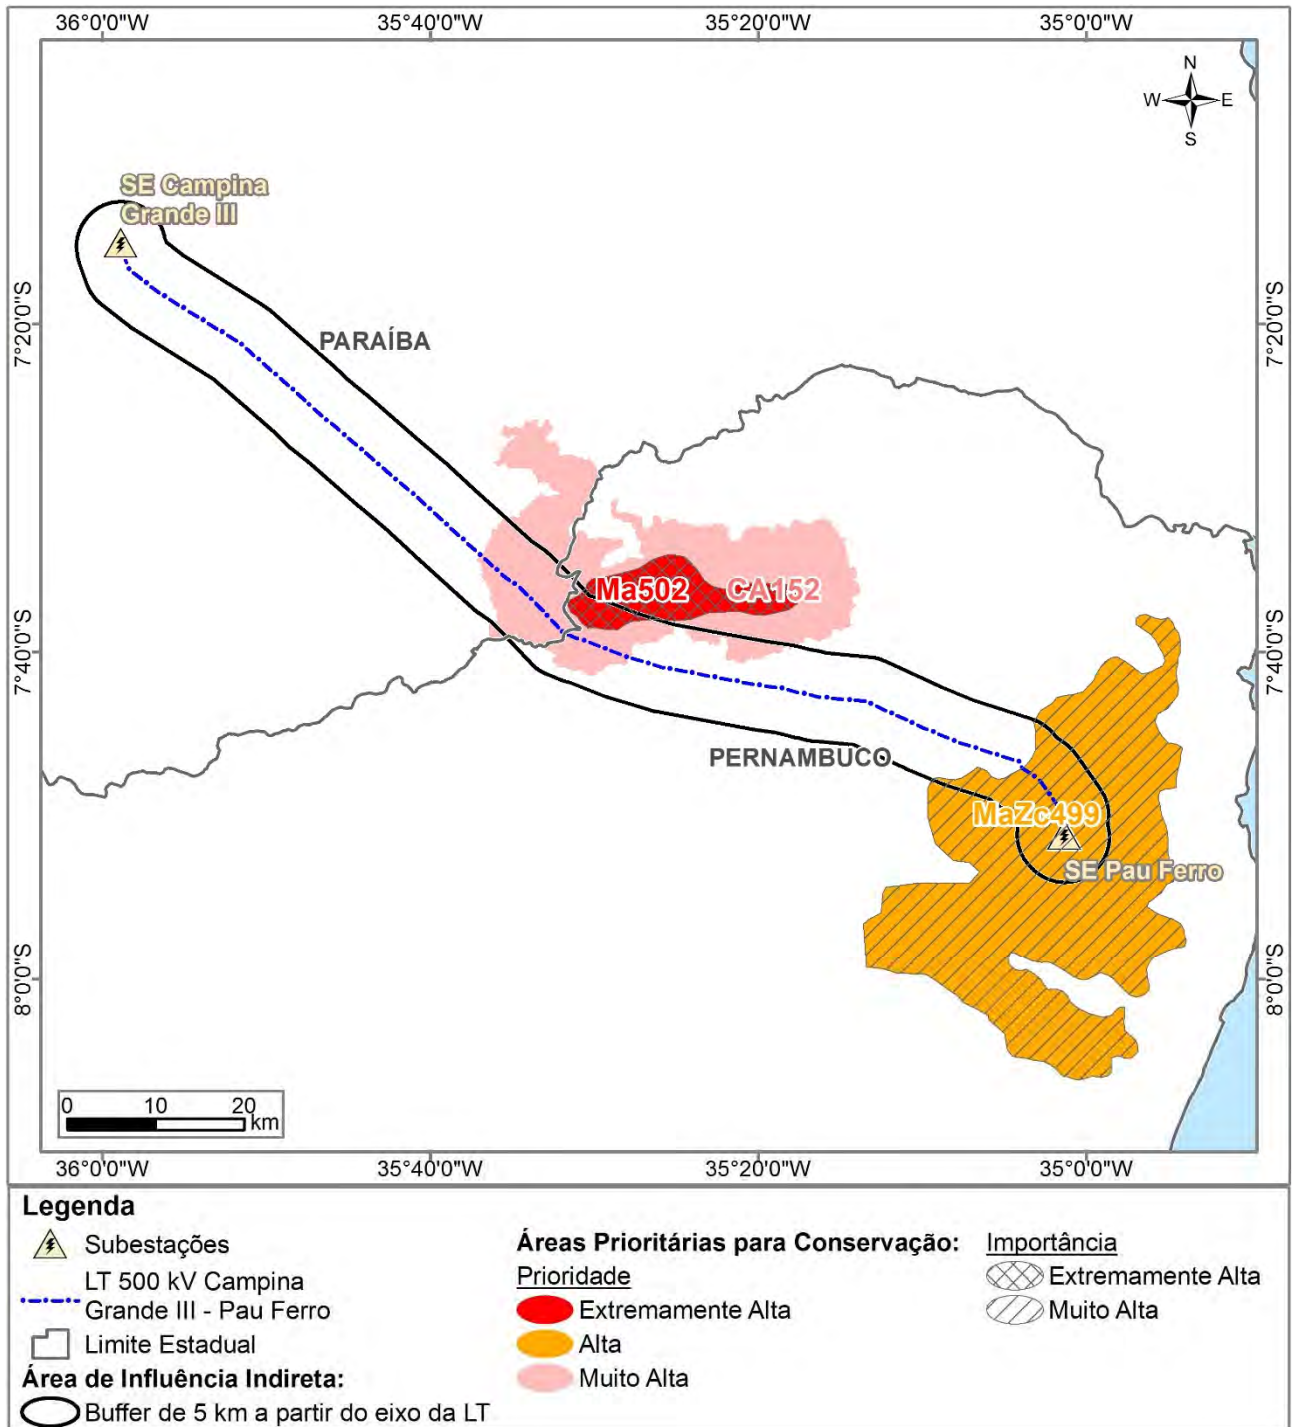 36°0'0"W 35°40'0"W 35°20'0"W 35°0'0"W
N
W E
S
SE Campina
Grande III
7°20'0"S
7°20'0"S
PARAÍBA
Ma502
CA152
7°40'0"S
7°40'0"S
PERNAMBUCO
MaZc499
SE Pau Ferro
8°0'0"S
8°0'0"S
0 10 20
km
36°0'0"W 35°40'0"W 35°20'0"W 35°0'0"W
Legenda
Subestações
LT 500 kV Campina
Grande III - Pau Ferro
Limite Estadual
Área de Influência Indireta:
Buffer de 5 km a partir do eixo da LT
Áreas Prioritárias para Conservação:
Prioridade
Extremamente Alta
Alta
Muito Alta
Importância
Extremamente Alta
Muito Alta